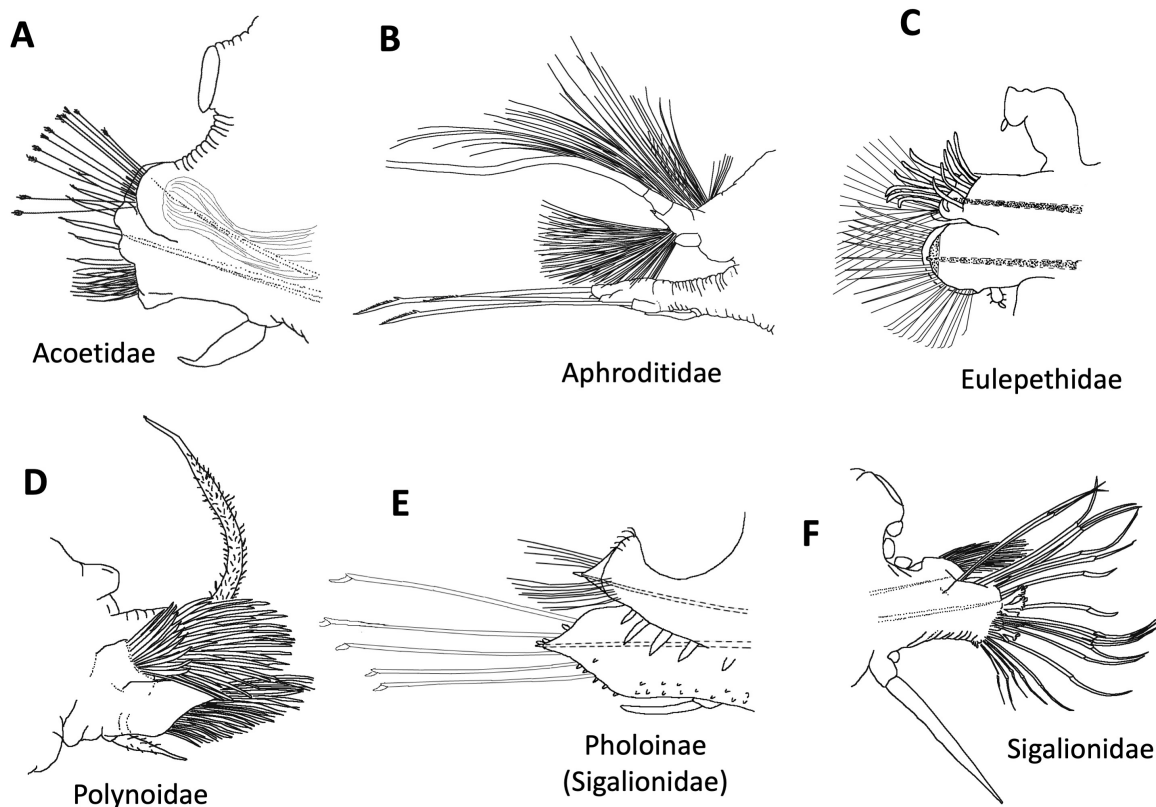 A
B
C
Acoetidae
Aphroditidae
Eulepethidae
D
E
F
Polynoidae
Pholoinae
(Sigalionidae)
Sigalionidae